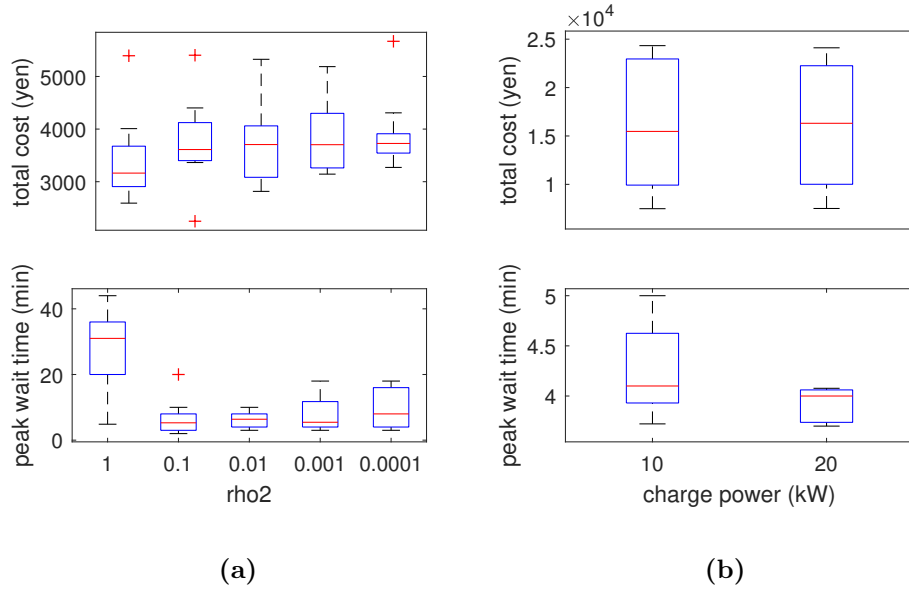 total cost (yen)
5000
4000
3000
peak wait time (min)
40
20
0
1 0.1 0.01 0.001 0.0001
rho2
(a)
×10⁴
total cost (yen)
2.5
2
1.5
1
peak wait time (min)
5
4.5
4
10 20
charge power (kW)
(b)